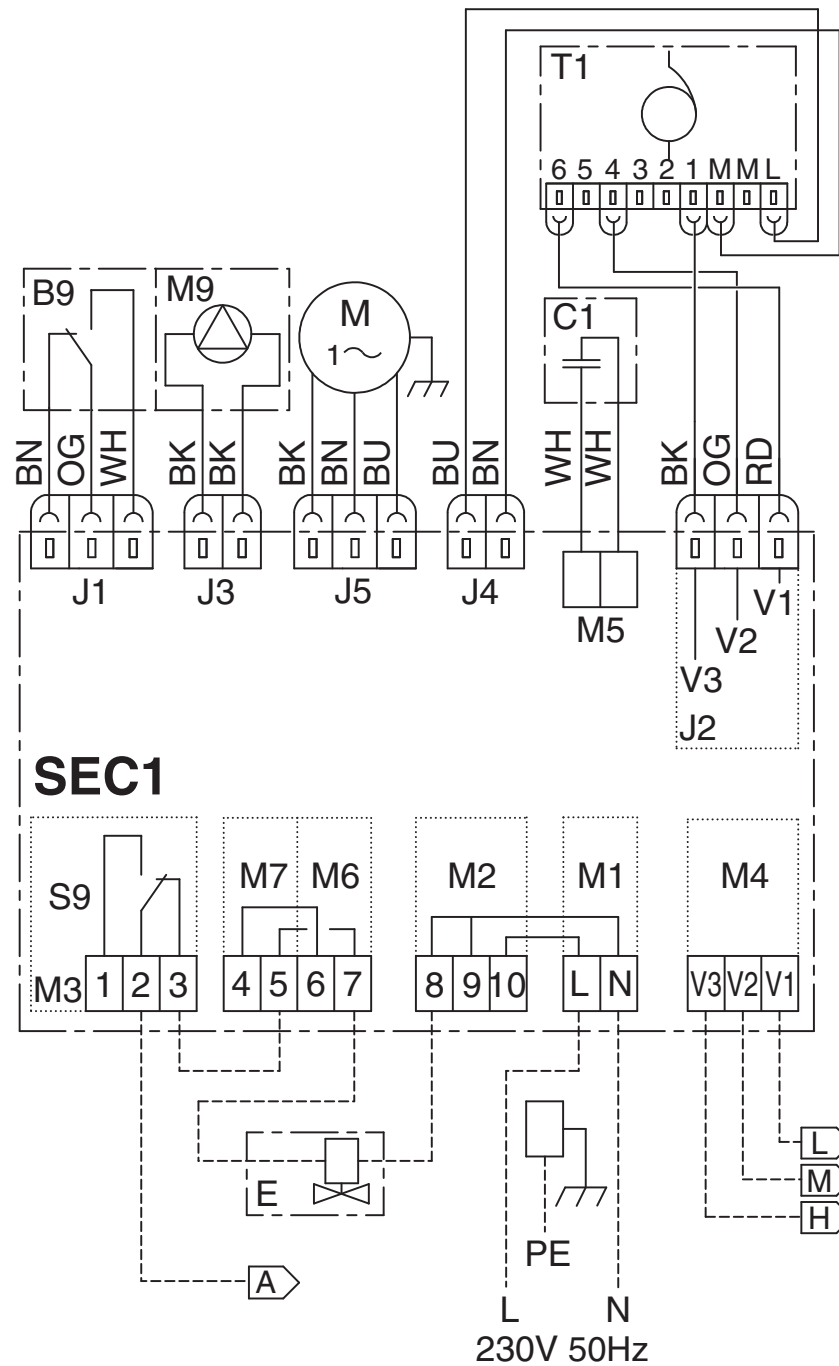 T1
6 5 4 3 2 1 M M L
B9
M9
M
1～
C1
BN OG WH
BK BK
BK BN BU
BU BN
WH WH
BK OG RD
J1
J3
J5
J4
M5
V1
V2
V3
J2
SEC1
S9
M7
M6
M2
M1
M4
M3
1 2 3
4 5 6 7
8 9 10
L N
V3 V2 V1
L
M
H
E
PE
A
L
N
230V 50Hz